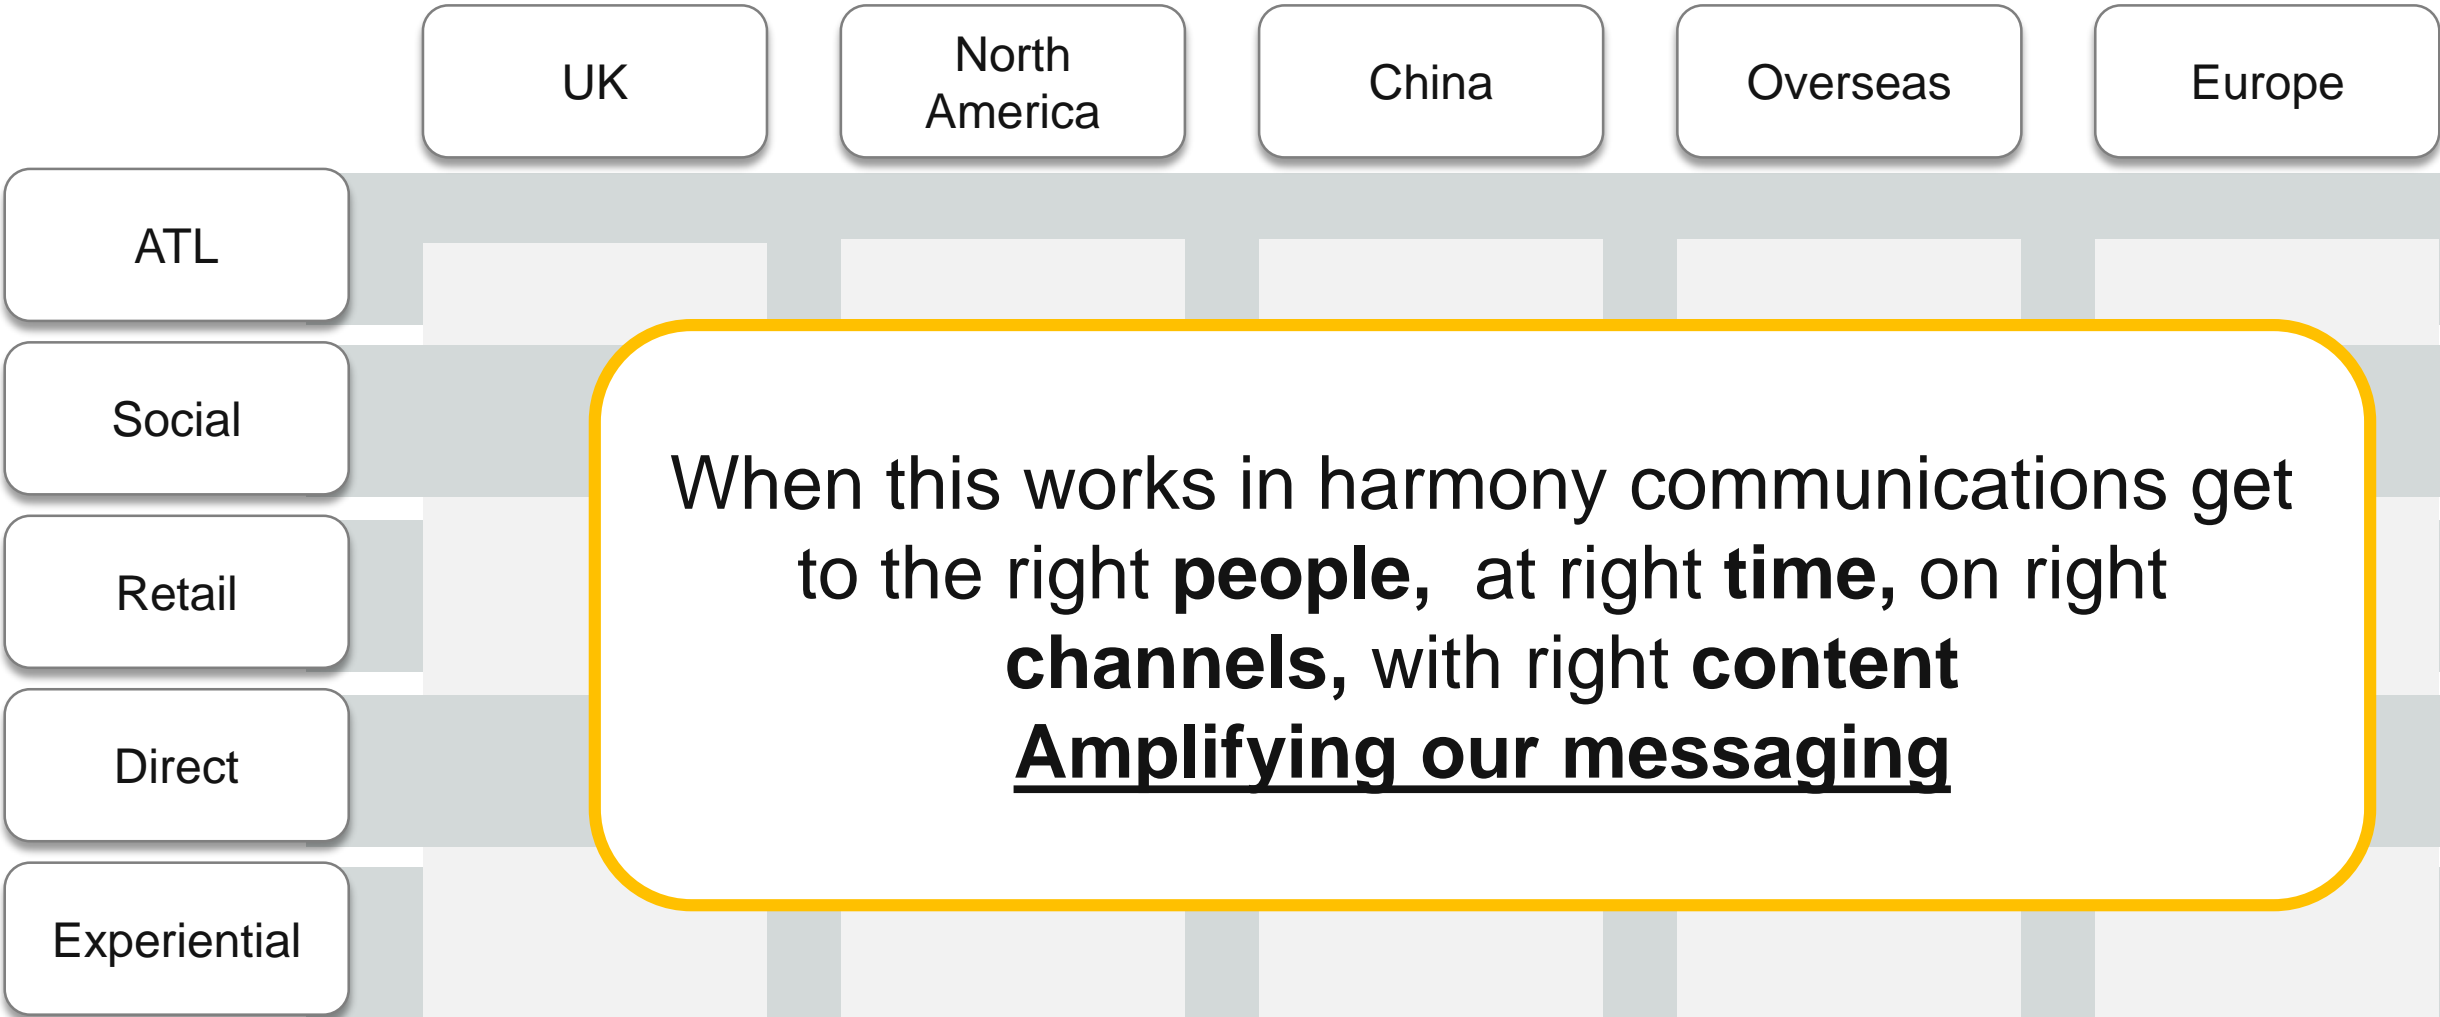 UK
North
America
China
Overseas
Europe
ATL
Social
Retail
Direct
Experiential
When this works in harmony communications get
to the right people, at right time, on right
channels, with right content
Amplifying our messaging